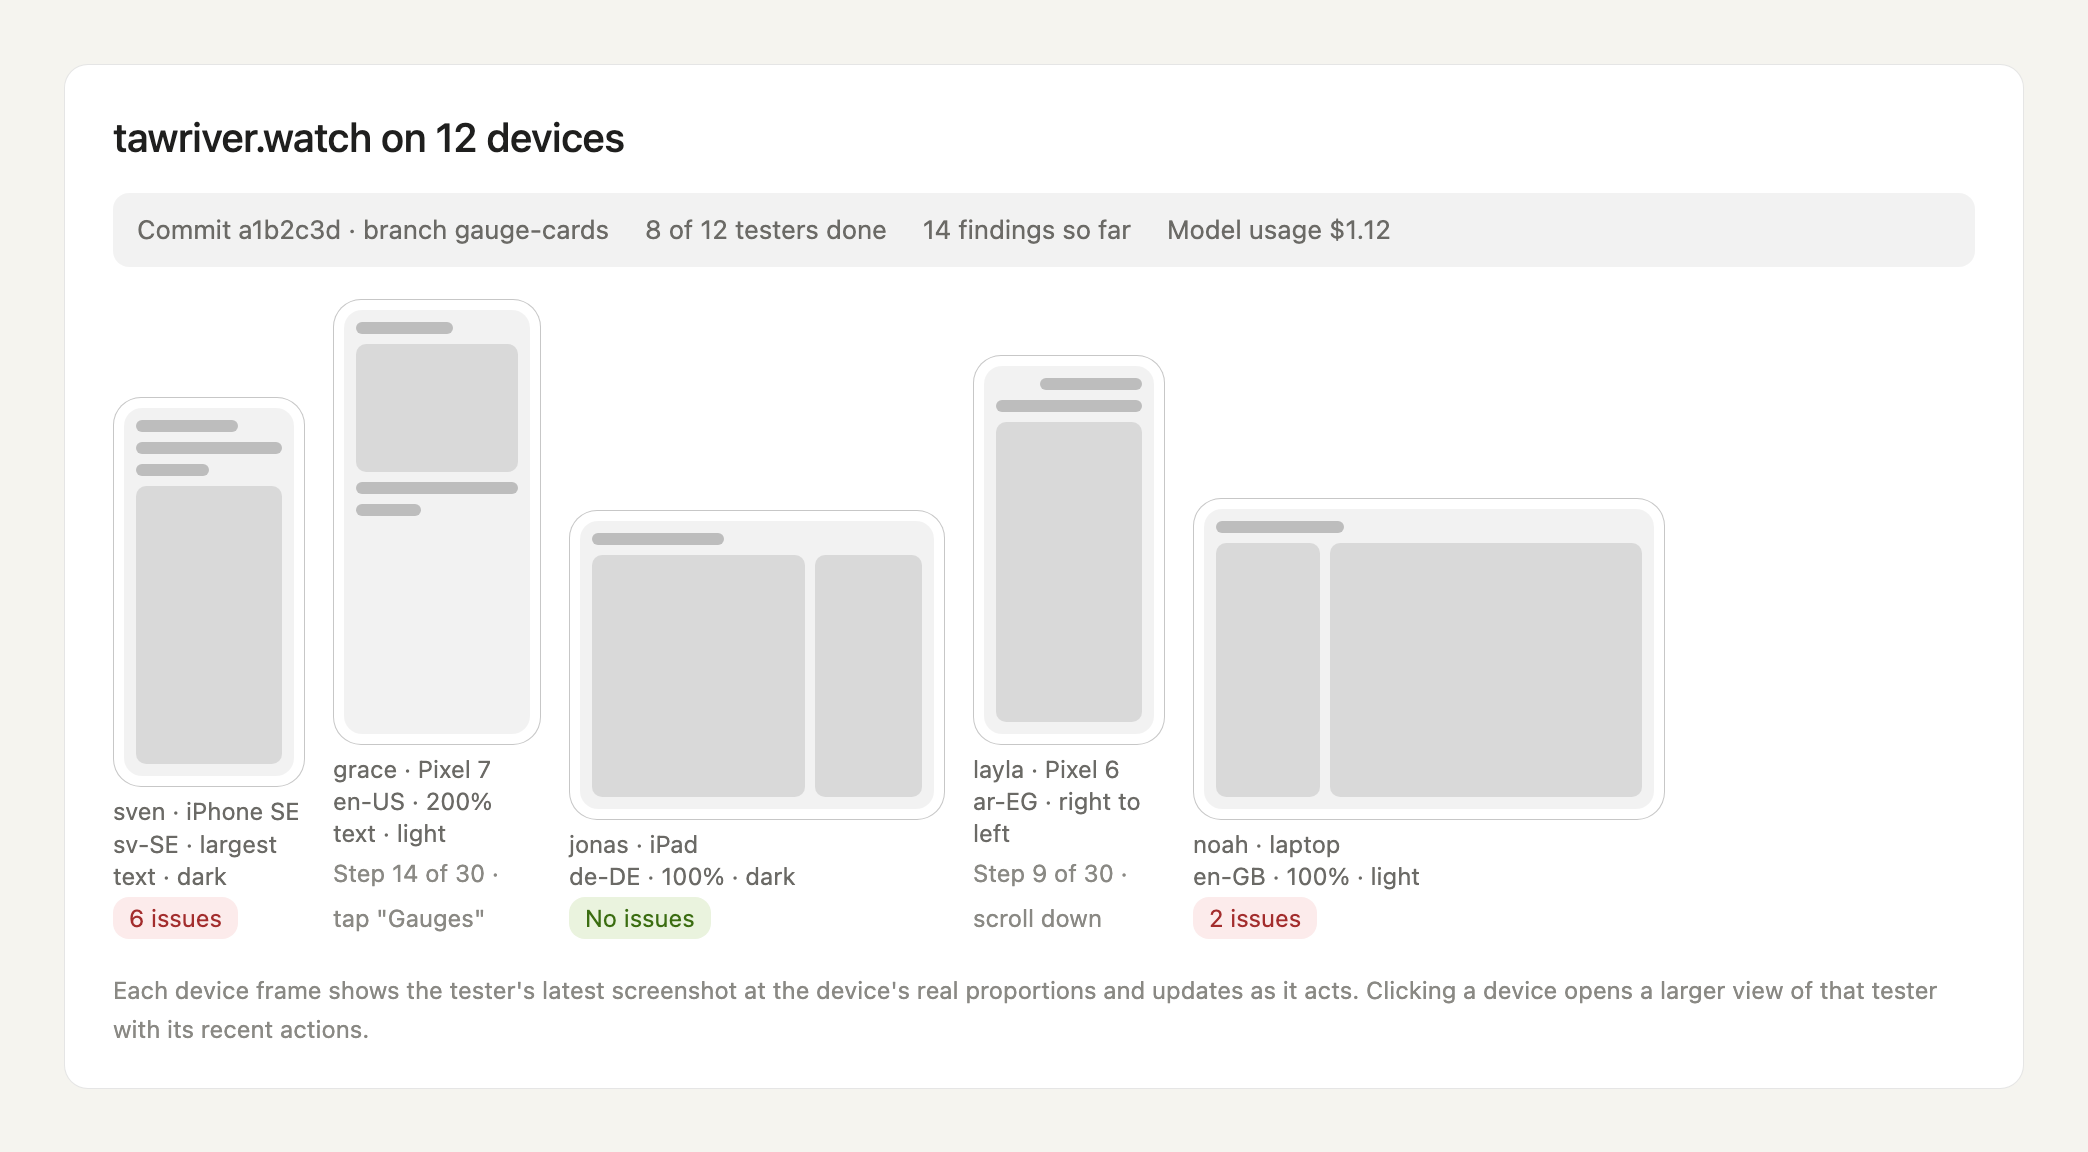 tawriver.watch on 12 devices
Commit a1b2c3d · branch gauge-cards 8 of 12 testers done 14 findings so far Model usage $1.12
sven · iPhone SE
sv-SE · largest
text · dark
6 issues
grace · Pixel 7
en-US · 200%
text · light
Step 14 of 30 ·
tap "Gauges"
jonas · iPad
de-DE · 100% · dark
No issues
layla · Pixel 6
ar-EG · right to
left
Step 9 of 30 ·
scroll down
noah · laptop
en-GB · 100% · light
2 issues
Each device frame shows the tester's latest screenshot at the device's real proportions and updates as it acts. Clicking a device opens a larger view of that tester
with its recent actions.